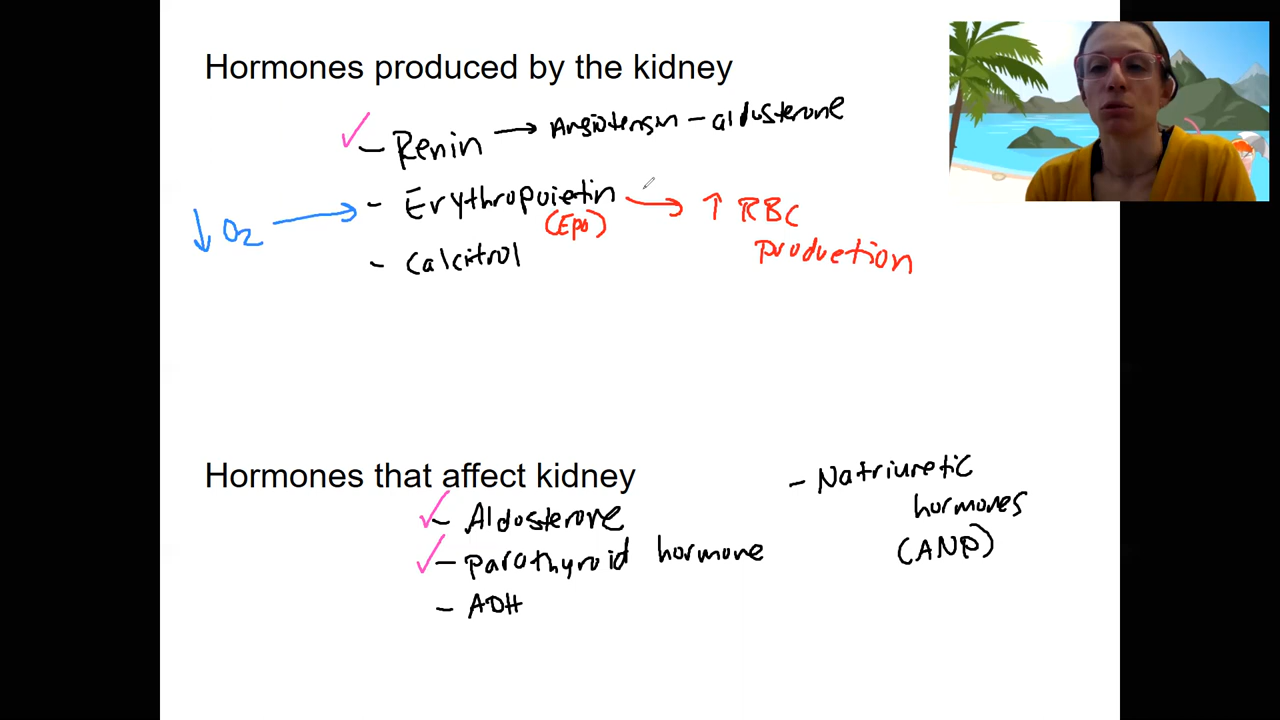 Hormones produced by the kidney
✓ - Renin → Angiotensin - aldosterone
- Erythropoietin → ↑ RBC
↓ O2 →
(Epo)
production
- Calcitrol
Hormones that affect kidney
- Natriuretic
hormones
(ANP)
✓ - Aldosterone
✓ - parathyroid hormone
- ADH